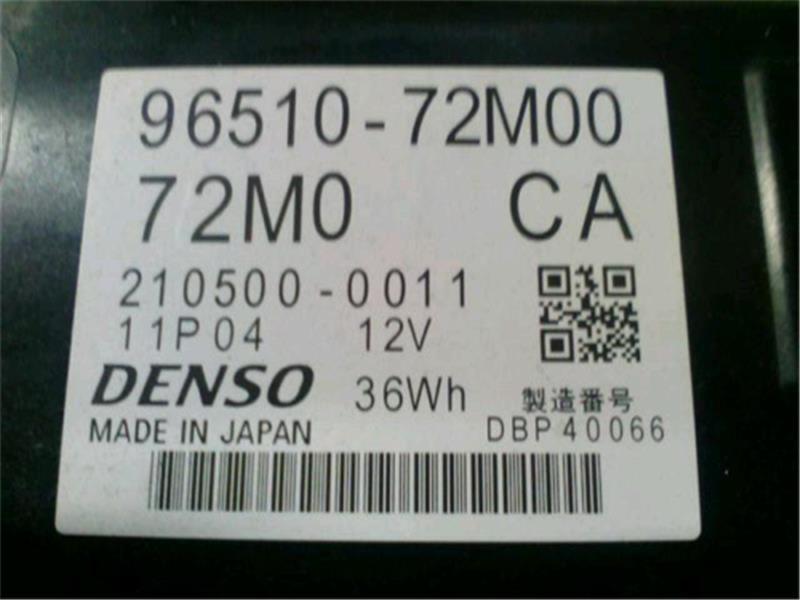 96510-72M00
72M0 CA
210500-0011
11P04 12V
DENSO 36Wh 製造番号
MADE IN JAPAN DBP40066